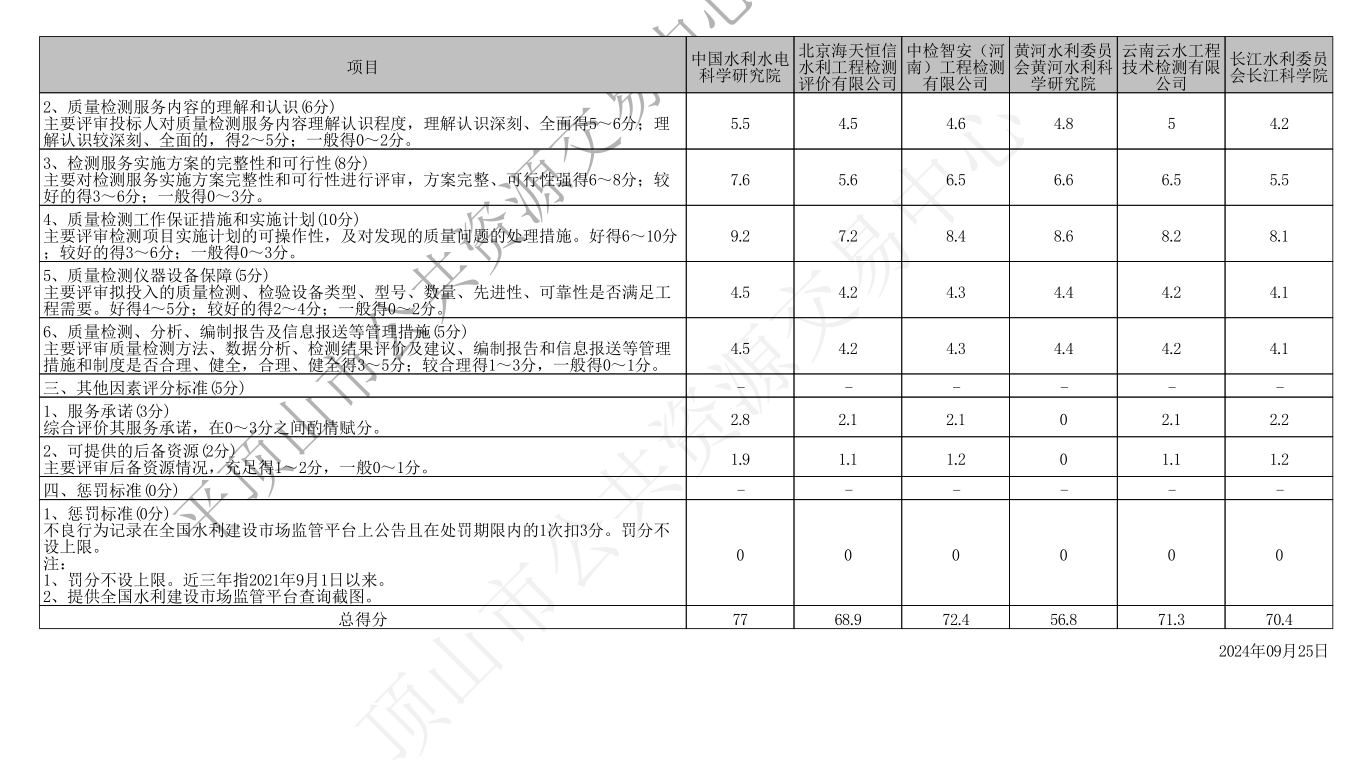 项目
中国水利水电
科学研究院
北京海天恒信
水利工程检测
评价有限公司
中检智安（河
南）工程检测
有限公司
黄河水利委员
会黄河水利科
学研究院
云南云水工程
技术检测有限
公司
长江水利委员
会长江科学院
2、质量检测服务内容的理解和认识(6分)
主要评审投标人对质量检测服务内容理解认识程度，理解认识深刻、全面得5～6分；理
解认识较深刻、全面的，得2～5分；一般得0～2分。
5.5 4.5 4.6 4.8 5 4.2
3、检测服务实施方案的完整性和可行性(8分)
主要对检测服务实施方案完整性和可行性进行评审，方案完整、可行性强得6～8分；较
好的得3～6分；一般得0～3分。
7.6 5.6 6.5 6.6 6.5 5.5
4、质量检测工作保证措施和实施计划(10分)
主要评审检测项目实施计划的可操作性，及对发现的质量问题的处理措施。好得6～10分
；较好的得3～6分；一般得0～3分。
9.2 7.2 8.4 8.6 8.2 8.1
5、质量检测仪器设备保障(5分)
主要评审拟投入的质量检测、检验设备类型、型号、数量、先进性、可靠性是否满足工
程需要。好得4～5分；较好的得2～4分；一般得0～2分。
4.5 4.2 4.3 4.4 4.2 4.1
6、质量检测、分析、编制报告及信息报送等管理措施(5分)
主要评审质量检测方法、数据分析、检测结果评价及建议、编制报告和信息报送等管理
措施和制度是否合理、健全，合理、健全得3～5分；较合理得1～3分，一般得0～1分。
4.5 4.2 4.3 4.4 4.2 4.1
三、其他因素评分标准(5分) – – – – – –
1、服务承诺(3分)
综合评价其服务承诺，在0～3分之间酌情赋分。
2.8 2.1 2.1 0 2.1 2.2
2、可提供的后备资源(2分)
主要评审后备资源情况，充足得1～2分，一般0～1分。
1.9 1.1 1.2 0 1.1 1.2
四、惩罚标准(0分) – – – – – –
1、惩罚标准(0分)
不良行为记录在全国水利建设市场监管平台上公告且在处罚期限内的1次扣3分。罚分不
设上限。
注：
1、罚分不设上限。近三年指2021年9月1日以来。
2、提供全国水利建设市场监管平台查询截图。
0 0 0 0 0 0
总得分 77 68.9 72.4 56.8 71.3 70.4
2024年09月25日
平顶山市公共资源交易中心
顶山市公共资源交易中心